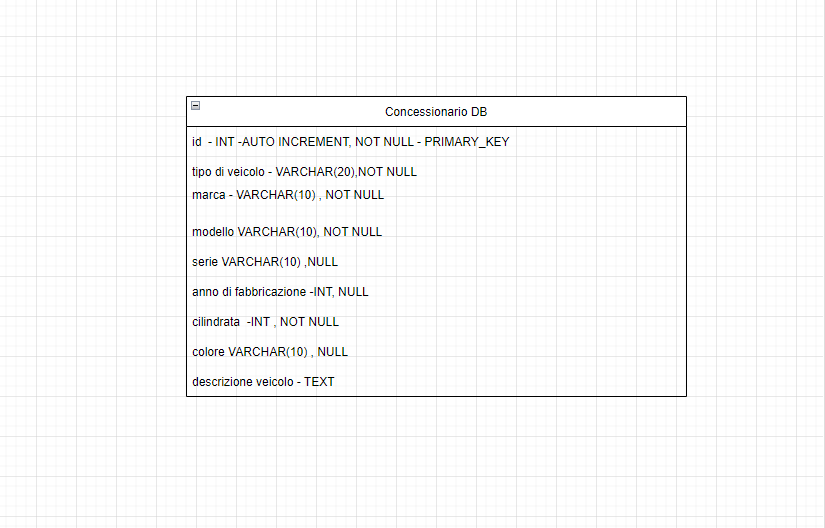 Concessionario DB
id - INT -AUTO INCREMENT, NOT NULL - PRIMARY_KEY
tipo di veicolo - VARCHAR(20),NOT NULL
marca - VARCHAR(10) , NOT NULL
modello VARCHAR(10), NOT NULL
serie VARCHAR(10) ,NULL
anno di fabbricazione -INT, NULL
cilindrata -INT , NOT NULL
colore VARCHAR(10) , NULL
descrizione veicolo - TEXT